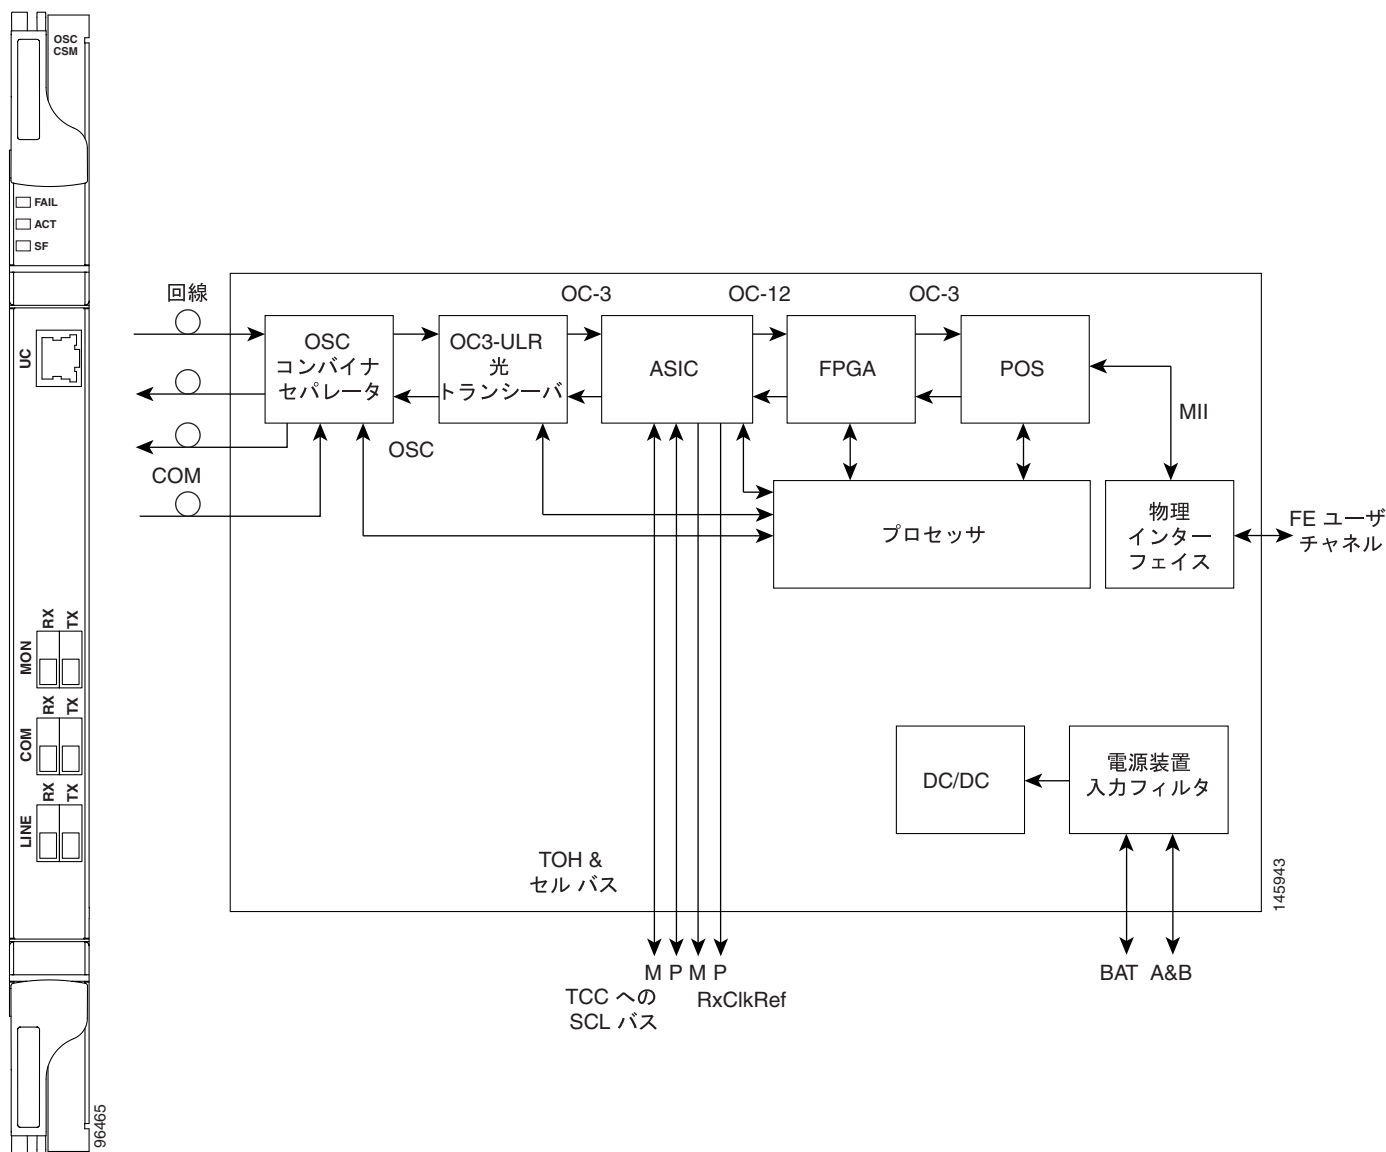 OSC
CSM
FAIL
ACT
SF
UC
RX
TX
MON
RX
TX
COM
RX
TX
LINE
96465
回線
COM
OC-3
OC-12
OC-3
OSC
コンバイナ
セパレータ
OC3-ULR
光
トランシーバ
ASIC
FPGA
POS
OSC
MII
プロセッサ
物理
インター
フェイス
FE ユーザ
チャネル
DC/DC
電源装置
入力フィルタ
TOH &
セル バス
145943
M P M P
TCC への
SCL バス
RxClkRef
BAT A&B